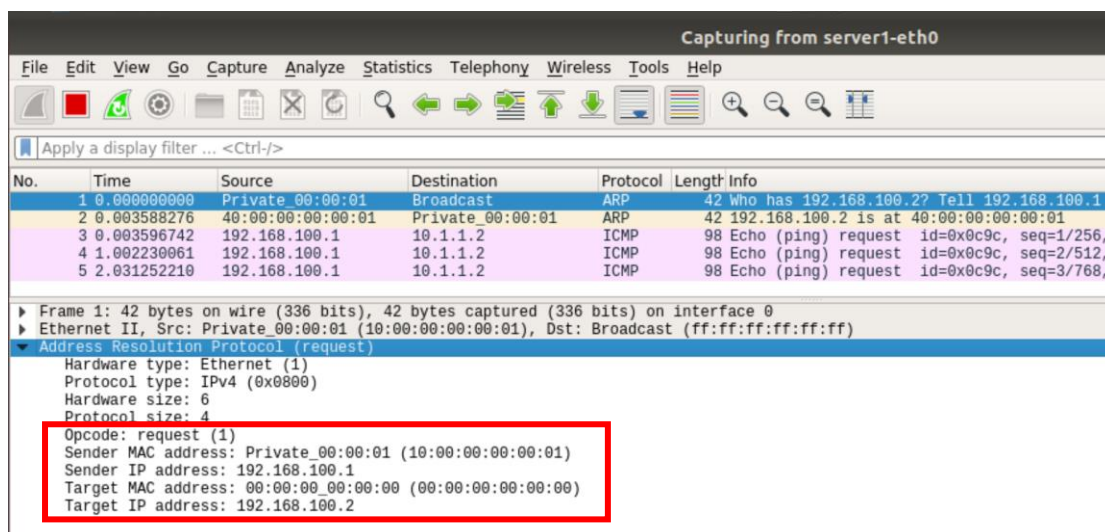 Capturing from server1-eth0
File Edit View Go Capture Analyze Statistics Telephony Wireless Tools Help
Apply a display filter ... <Ctrl-/>
No. Time Source Destination Protocol Length Info
1 0.000000000 Private_00:00:01 Broadcast ARP 42 Who has 192.168.100.2? Tell 192.168.100.1
2 0.003588276 40:00:00:00:00:01 Private_00:00:01 ARP 42 192.168.100.2 is at 40:00:00:00:00:01
3 0.003596742 192.168.100.1 10.1.1.2 ICMP 98 Echo (ping) request id=0x0c9c, seq=1/256,
4 1.002230061 192.168.100.1 10.1.1.2 ICMP 98 Echo (ping) request id=0x0c9c, seq=2/512,
5 2.031252210 192.168.100.1 10.1.1.2 ICMP 98 Echo (ping) request id=0x0c9c, seq=3/768,
Frame 1: 42 bytes on wire (336 bits), 42 bytes captured (336 bits) on interface 0
Ethernet II, Src: Private_00:00:01 (10:00:00:00:00:01), Dst: Broadcast (ff:ff:ff:ff:ff:ff)
Address Resolution Protocol (request)
Hardware type: Ethernet (1)
Protocol type: IPv4 (0x0800)
Hardware size: 6
Protocol size: 4
Opcode: request (1)
Sender MAC address: Private_00:00:01 (10:00:00:00:00:01)
Sender IP address: 192.168.100.1
Target MAC address: 00:00:00_00:00:00 (00:00:00:00:00:00)
Target IP address: 192.168.100.2